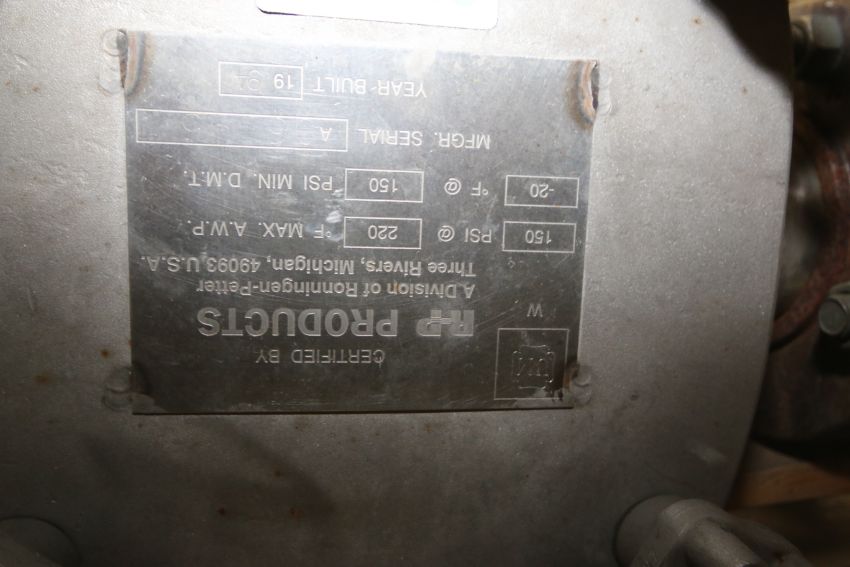 CERTIFIED BY
R-P PRODUCTS
A Division of Ronningen-Petter
Three Rivers, Michigan, 49093 U.S.A.
W
150 PSI @ 220 °F MAX. A.W.P.
-20 °F @ 150 PSI MIN. D.M.T.
MFGR. SERIAL A
YEAR BUILT 19